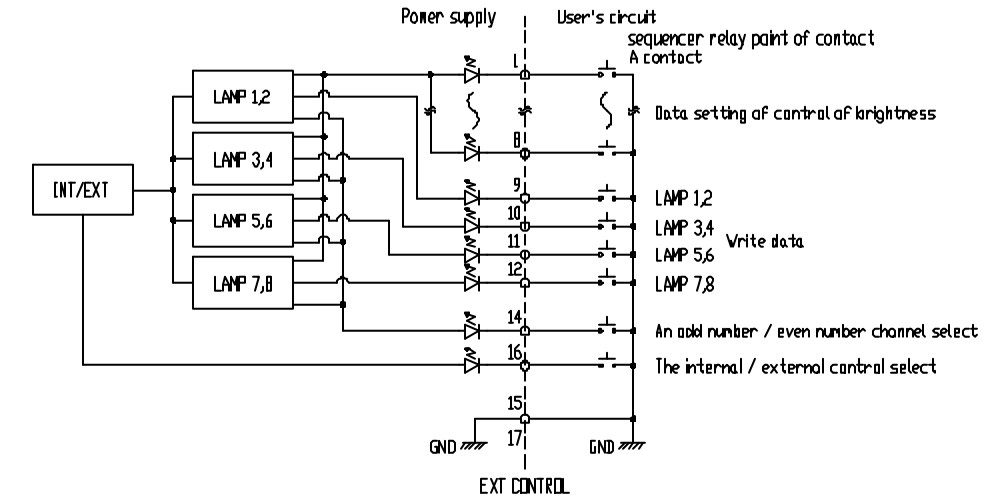 Power supply
User's circuit
sequencer relay point of contact
A contact
1
LAMP 1,2
Data setting of control of brightness
8
LAMP 3,4
INT/EXT
9
LAMP 1,2
LAMP 5,6
10
LAMP 3,4
11
Write data
LAMP 5,6
LAMP 7,8
12
LAMP 7,8
14
An odd number / even number channel select
16
The internal / external control select
15
17
GND
GND
EXT CONTROL